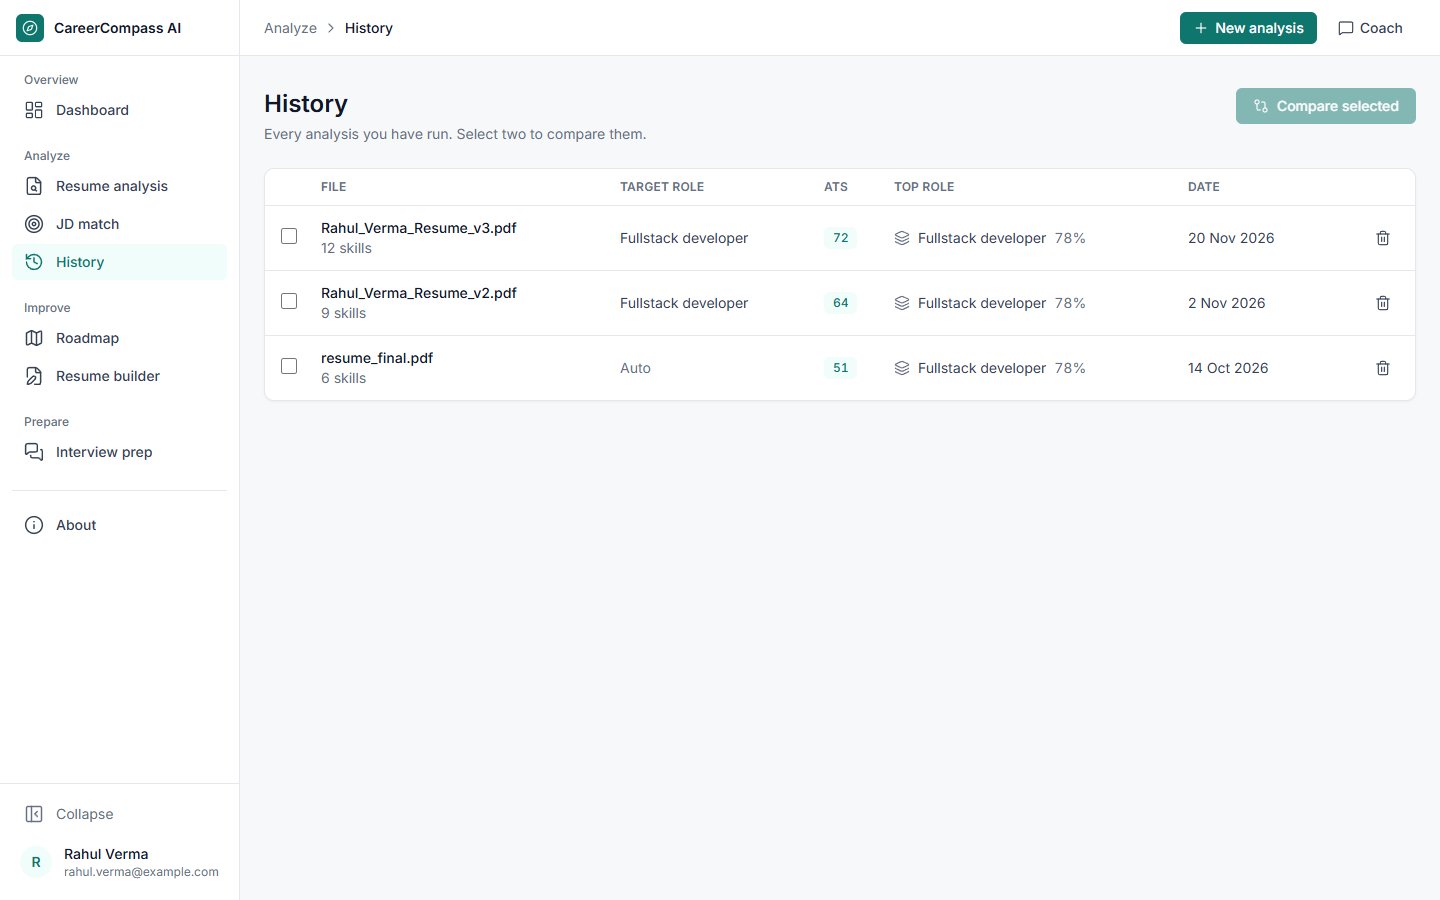 CareerCompass AI
Analyze > History
New analysis
Coach
Overview
Dashboard
Analyze
Resume analysis
JD match
History
Improve
Roadmap
Resume builder
Prepare
Interview prep
About
Collapse
R
Rahul Verma
rahul.verma@example.com
History
Every analysis you have run. Select two to compare them.
Compare selected
FILE TARGET ROLE ATS TOP ROLE DATE
Rahul_Verma_Resume_v3.pdf
12 skills
Fullstack developer 72 Fullstack developer 78% 20 Nov 2026
Rahul_Verma_Resume_v2.pdf
9 skills
Fullstack developer 64 Fullstack developer 78% 2 Nov 2026
resume_final.pdf
6 skills
Auto 51 Fullstack developer 78% 14 Oct 2026